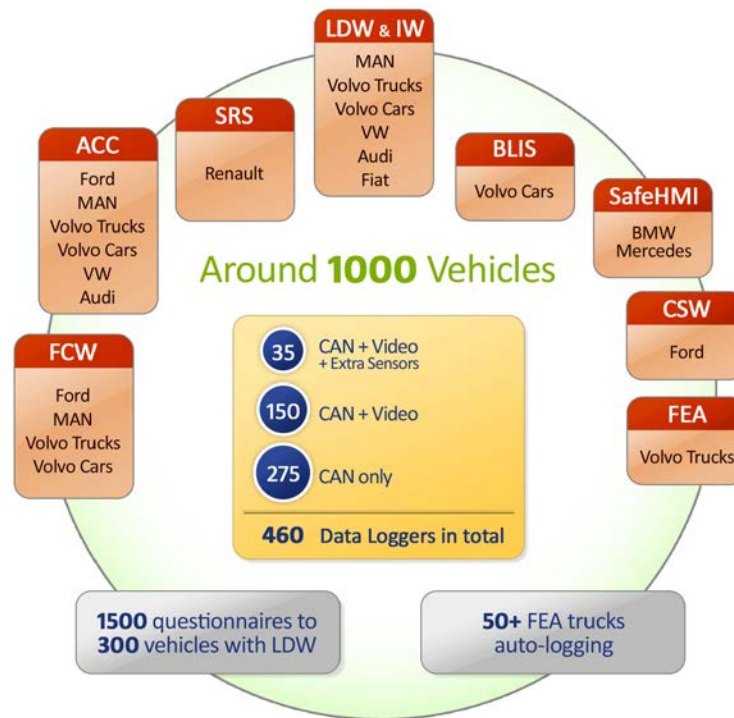 LDW & IW
MAN
Volvo Trucks
Volvo Cars
VW
Audi
Fiat
SRS
Renault
ACC
Ford
MAN
Volvo Trucks
Volvo Cars
VW
Audi
BLIS
Volvo Cars
SafeHMI
BMW
Mercedes
Around 1000 Vehicles
CSW
Ford
FCW
Ford
MAN
Volvo Trucks
Volvo Cars
FEA
Volvo Trucks
35 CAN + Video
+ Extra Sensors
150 CAN + Video
275 CAN only
460 Data Loggers in total
1500 questionnaires to
300 vehicles with LDW
50+ FEA trucks
auto-logging